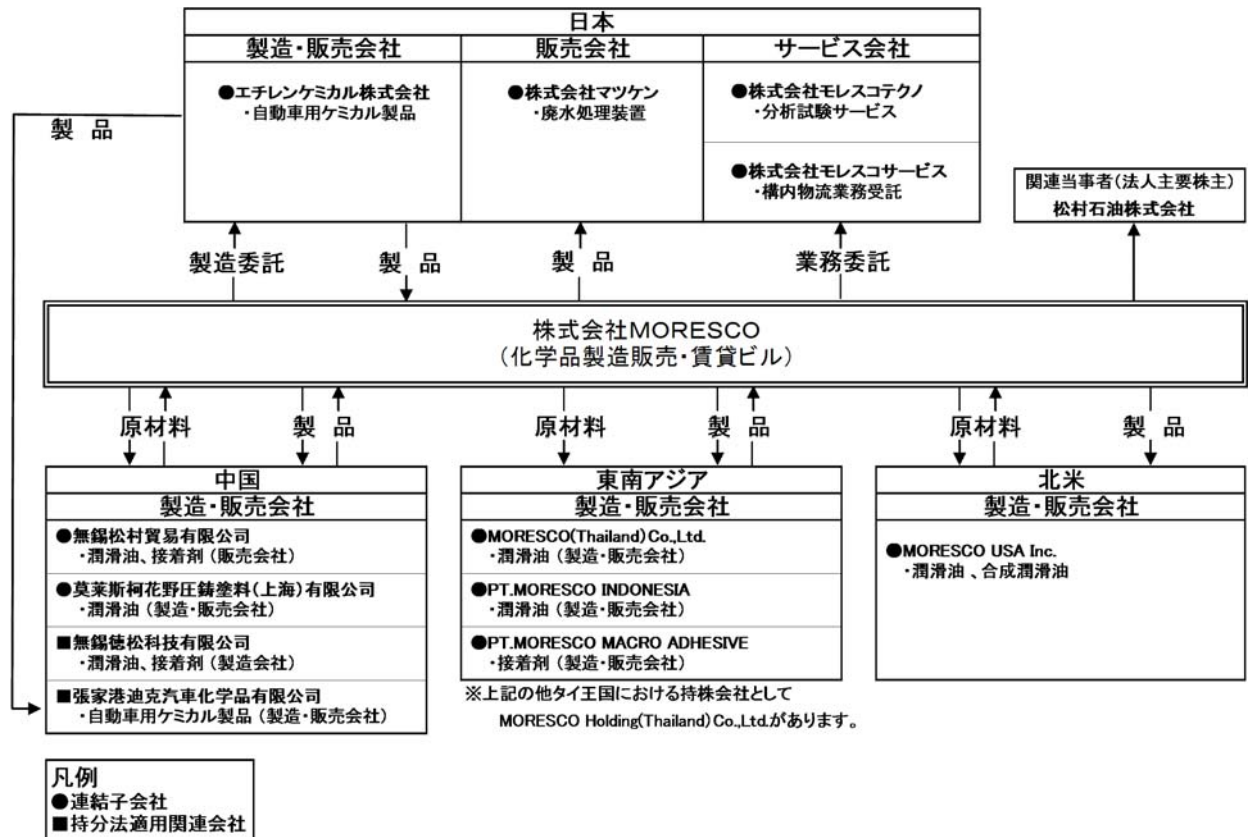 日本
製造・販売会社
販売会社
サービス会社
●エチレンケミカル株式会社
・自動車用ケミカル製品
●株式会社マツケン
・廃水処理装置
●株式会社モレスコテクノ
・分析試験サービス
●株式会社モレスコサービス
・構内物流業務受託
製 品
関連当事者(法人主要株主)
松村石油株式会社
製造委託
製 品
製 品
業務委託
株式会社MORESCO
(化学品製造販売・賃貸ビル)
原材料
製 品
原材料
製 品
原材料
製 品
中国
製造・販売会社
●無錫松村貿易有限公司
・潤滑油、接着剤(販売会社)
●莫莱斯柯花野圧鋳塗料(上海)有限公司
・潤滑油(製造・販売会社)
■無錫徳松科技有限公司
・潤滑油、接着剤(製造会社)
■張家港迪克汽車化学品有限公司
・自動車用ケミカル製品(製造・販売会社)
東南アジア
製造・販売会社
●MORESCO(Thailand)Co.,Ltd.
・潤滑油(製造・販売会社)
●PT.MORESCO INDONESIA
・潤滑油(製造・販売会社)
●PT.MORESCO MACRO ADHESIVE
・接着剤(製造・販売会社)
※上記の他タイ王国における持株会社として
MORESCO Holding(Thailand)Co.,Ltd.があります。
北米
製造・販売会社
●MORESCO USA Inc.
・潤滑油、合成潤滑油
凡例
●連結子会社
■持分法適用関連会社